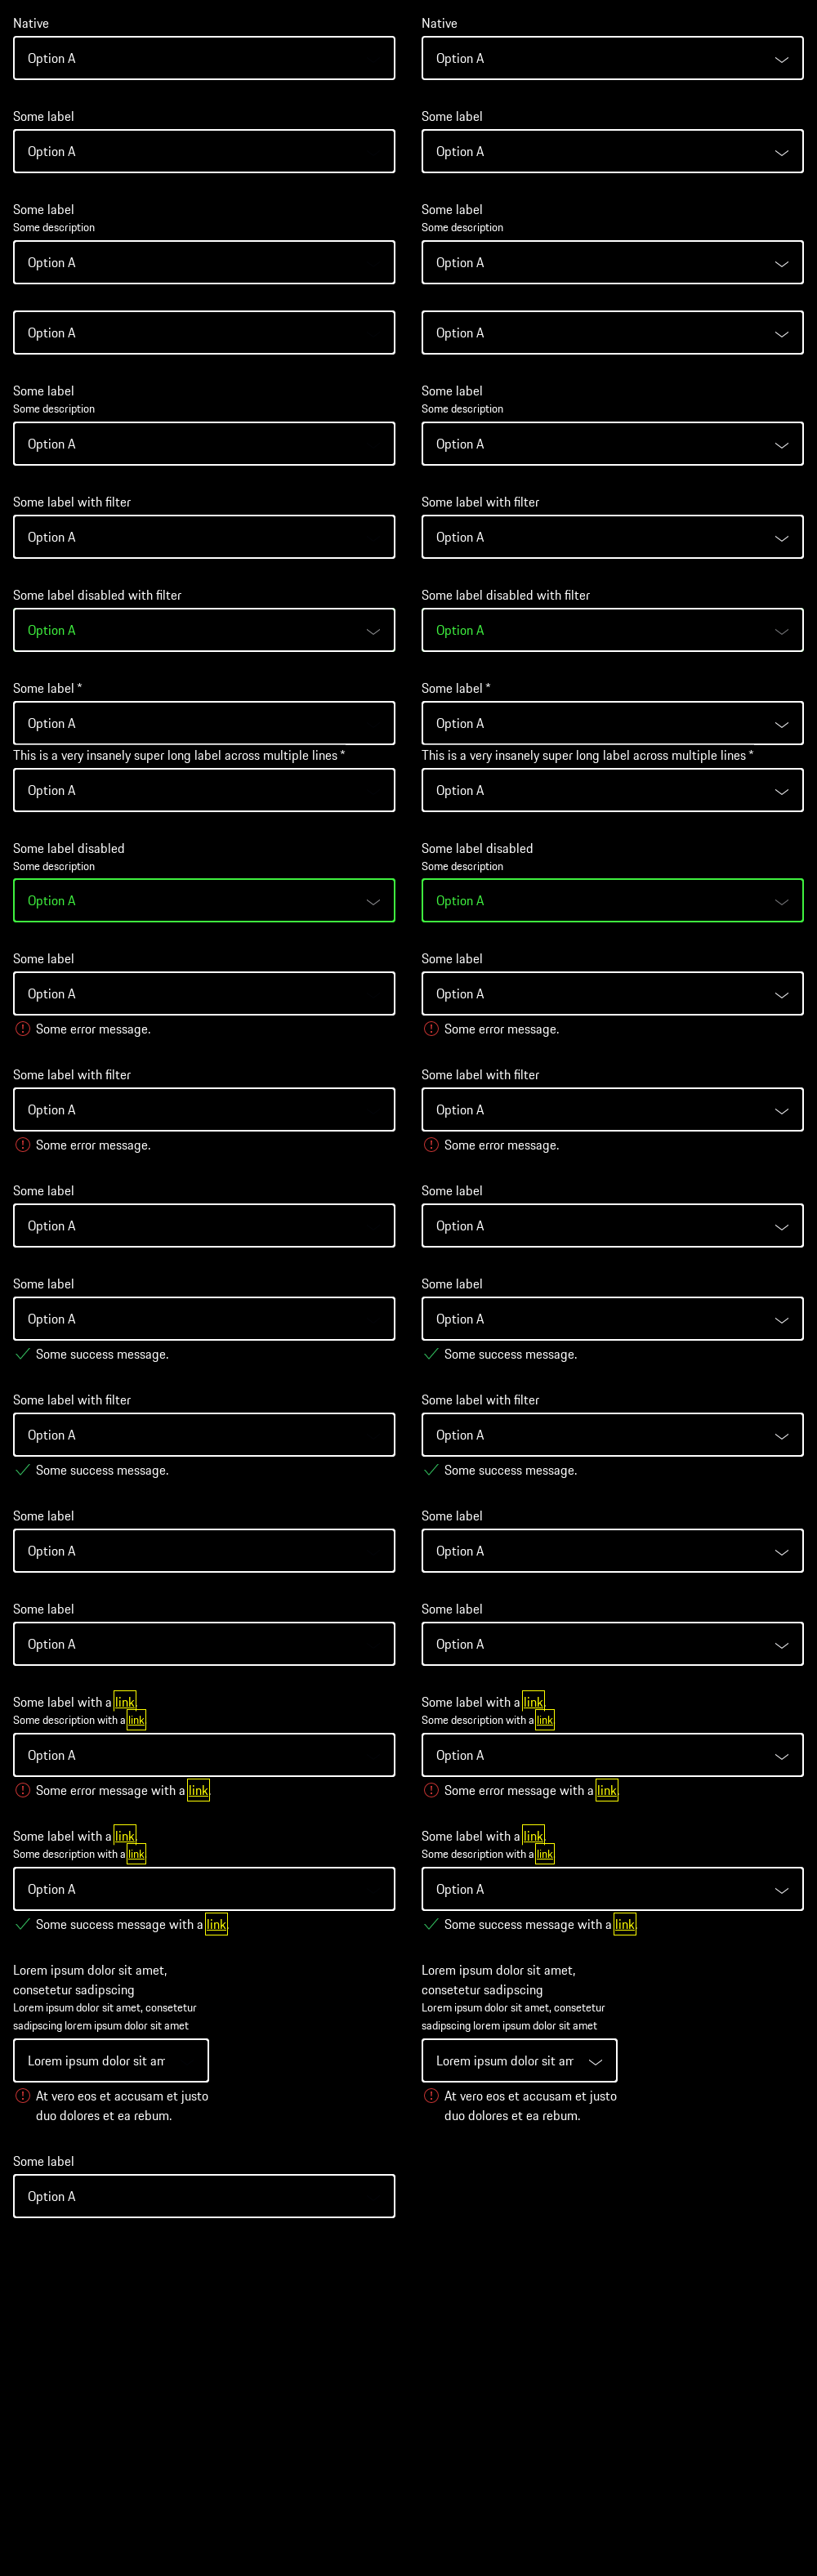 Native
Option A
Some label
Option A
Some label
Some description
Option A
Option A
Some label
Some description
Option A
Some label with filter
Option A
Some label disabled with filter
Option A
Some label *
Option A
This is a very insanely super long label across multiple lines *
Option A
Some label disabled
Some description
Option A
Some label
Option A
Some error message.
Some label with filter
Option A
Some error message.
Some label
Option A
Some label
Option A
Some success message.
Some label with filter
Option A
Some success message.
Some label
Option A
Some label
Option A
Some label with a link.
Some description with a link.
Option A
Some error message with a link.
Some label with a link.
Some description with a link.
Option A
Some success message with a link.
Lorem ipsum dolor sit amet,
consetetur sadipscing
Lorem ipsum dolor sit amet, consetetur
sadipscing lorem ipsum dolor sit amet
Lorem ipsum dolor sit am
At vero eos et accusam et justo
duo dolores et ea rebum.
Some label
Option A
Native
Option A
Some label
Option A
Some label
Some description
Option A
Option A
Some label
Some description
Option A
Some label with filter
Option A
Some label disabled with filter
Option A
Some label *
Option A
This is a very insanely super long label across multiple lines *
Option A
Some label disabled
Some description
Option A
Some label
Option A
Some error message.
Some label with filter
Option A
Some error message.
Some label
Option A
Some label
Option A
Some success message.
Some label with filter
Option A
Some success message.
Some label
Option A
Some label
Option A
Some label with a link.
Some description with a link.
Option A
Some error message with a link.
Some label with a link.
Some description with a link.
Option A
Some success message with a link.
Lorem ipsum dolor sit amet,
consetetur sadipscing
Lorem ipsum dolor sit amet, consetetur
sadipscing lorem ipsum dolor sit amet
Lorem ipsum dolor sit am
At vero eos et accusam et justo
duo dolores et ea rebum.